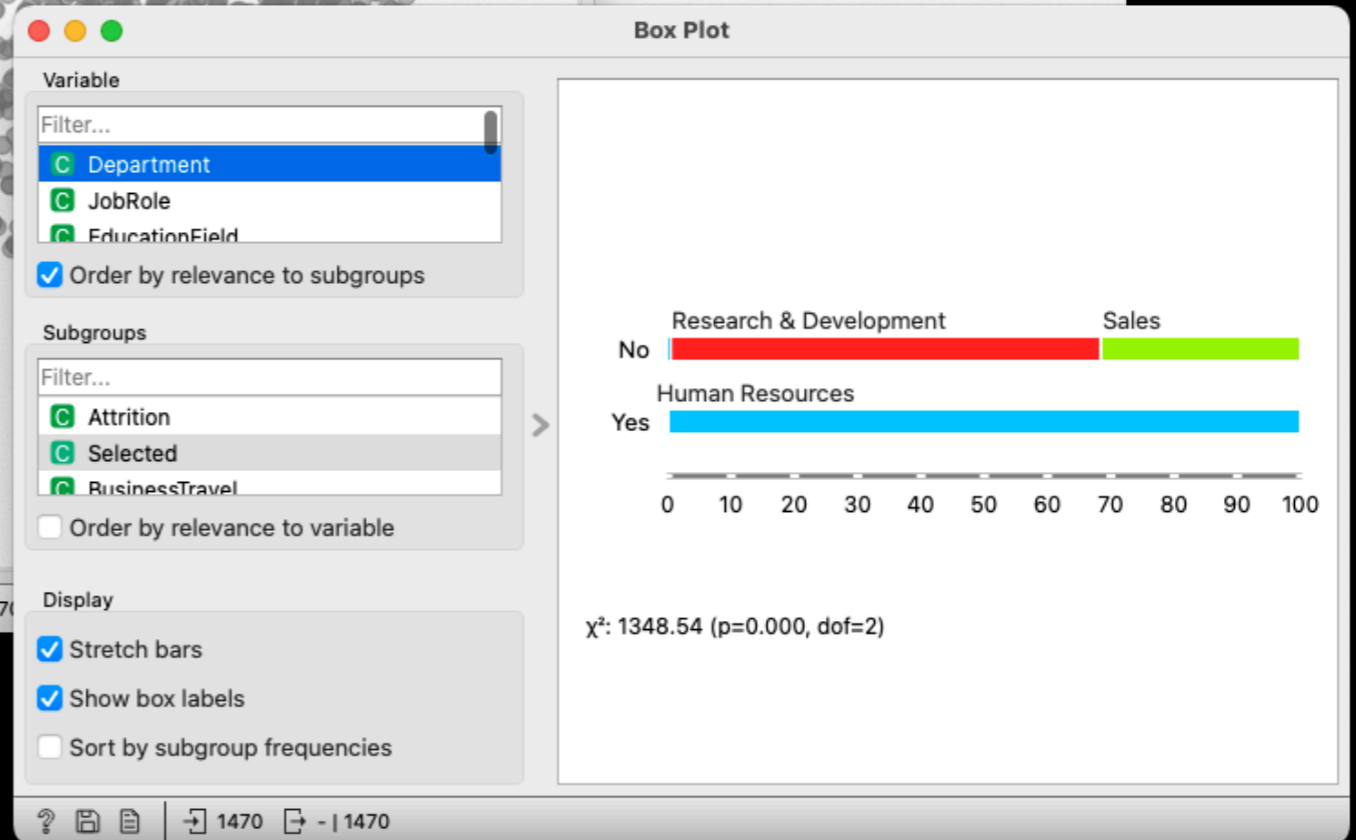 Box Plot
Variable
Filter...
C Department
C JobRole
C EducationField
Order by relevance to subgroups
Subgroups
Filter...
C Attrition
C Selected
C BusinessTravel
Order by relevance to variable
Display
Stretch bars
Show box labels
Sort by subgroup frequencies
Research & Development Sales
No
Human Resources
Yes
0 10 20 30 40 50 60 70 80 90 100
χ²: 1348.54 (p=0.000, dof=2)
? 1470 - | 1470